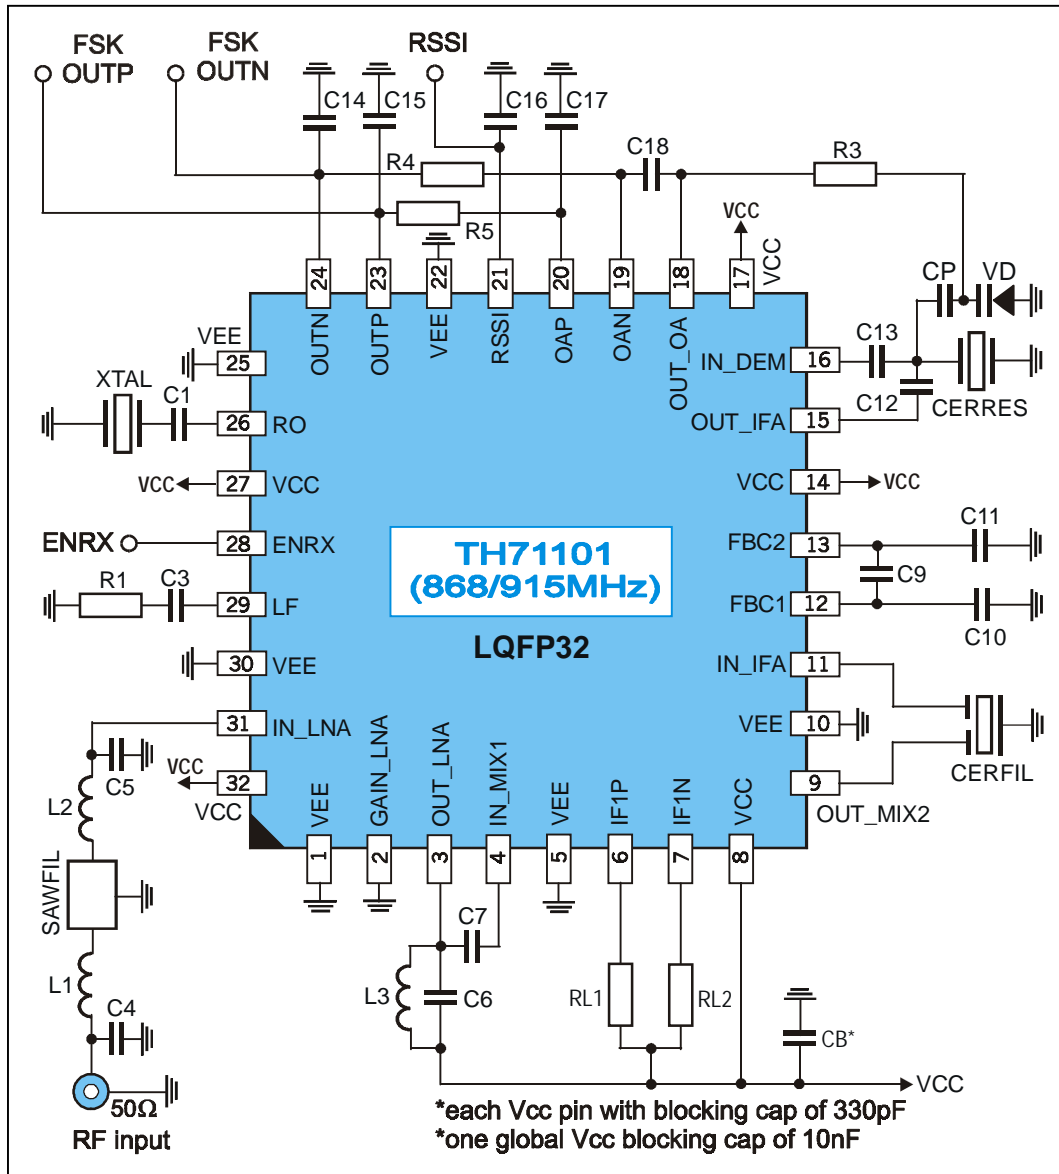 FSK
OUTP
FSK
OUTN
RSSI
C14
C15
C16
C17
R4
C18
R3
R5
VCC
VCC
CP
VD
24
23
22
21
20
19
18
17
OUTN
OUTP
VEE
RSSI
OAP
OAN
OUT_OA
VEE
25
XTAL
C1
26
RO
VCC
27
VCC
ENRX
28
ENRX
R1
C3
29
LF
30
VEE
31
IN_LNA
C5
VCC
32
VCC
L2
SAWFIL
L1
C4
50Ω
RF input
IN_DEM
16
C13
C12
CERRES
OUT_IFA
15
VCC
14
VCC
FBC2
13
C11
C9
FBC1
12
C10
IN_IFA
11
VEE
10
CERFIL
9
OUT_MIX2
TH71101
(868/915MHz)
LQFP32
VEE
GAIN_LNA
OUT_LNA
IN_MIX1
VEE
IF1P
IF1N
VCC
1
2
3
4
5
6
7
8
C7
L3
C6
RL1
RL2
CB*
VCC
*each Vcc pin with blocking cap of 330pF
*one global Vcc blocking cap of 10nF